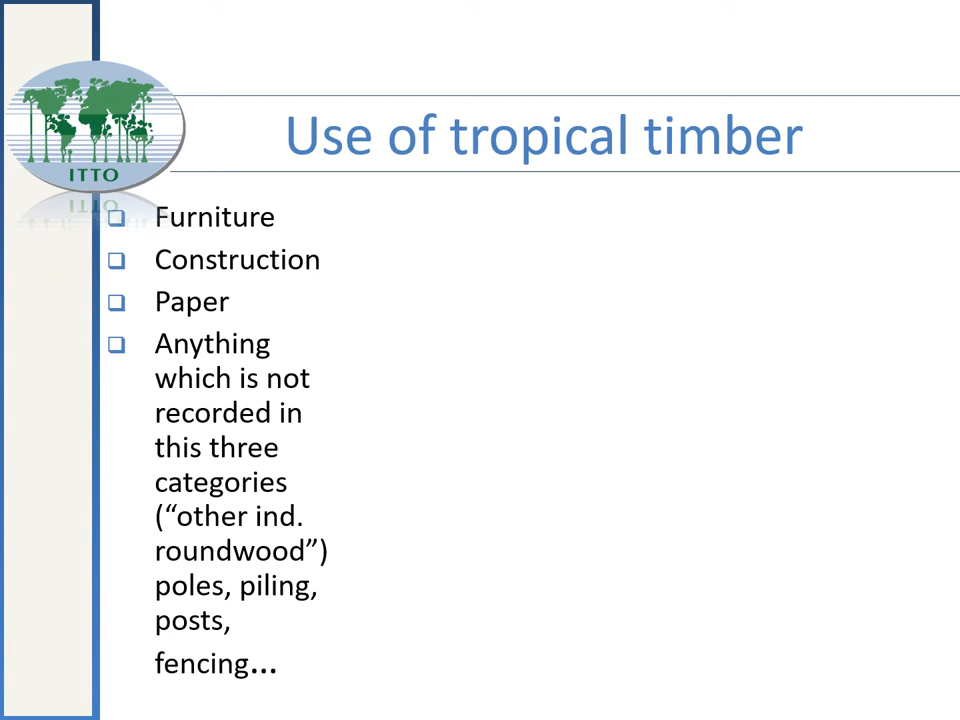 ITTO
Use of tropical timber
Furniture
Construction
Paper
Anything
which is not
recorded in
this three
categories
(“other ind.
roundwood”)
poles, piling,
posts,
fencing...